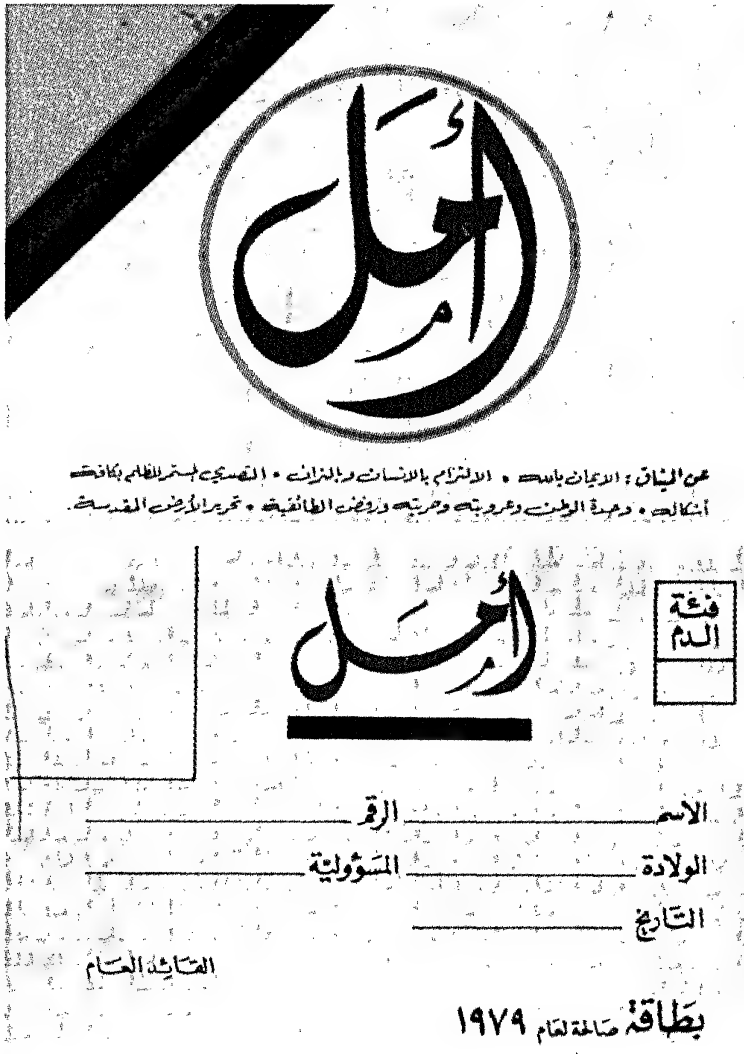 أمل
من الميثاق : الايمان بالله • الالتزام بالانسان وبالتراث • التصدي المستمر للظلم بكافة
أشكاله • وحدة الوطن وعروبته وحريته ورفض الطائفية • تحرير الأرض المقدسة.
أمل
فئة
الدم
الاسم الرقم
الولادة المسؤولية
التاريخ
القائد العام
بطاقة صالحة لعام ١٩٧٩